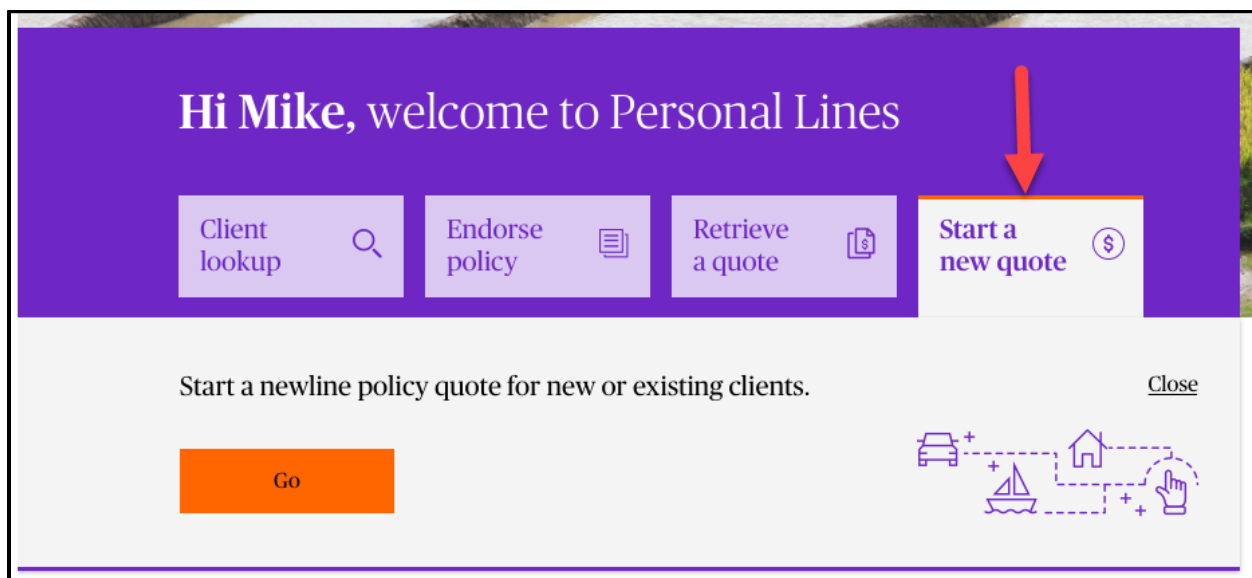 Hi Mike, welcome to Personal Lines
Client
lookup
Endorse
policy
Retrieve
a quote
$
Start a
new quote
$
Start a newline policy quote for new or existing clients.
Close
Go